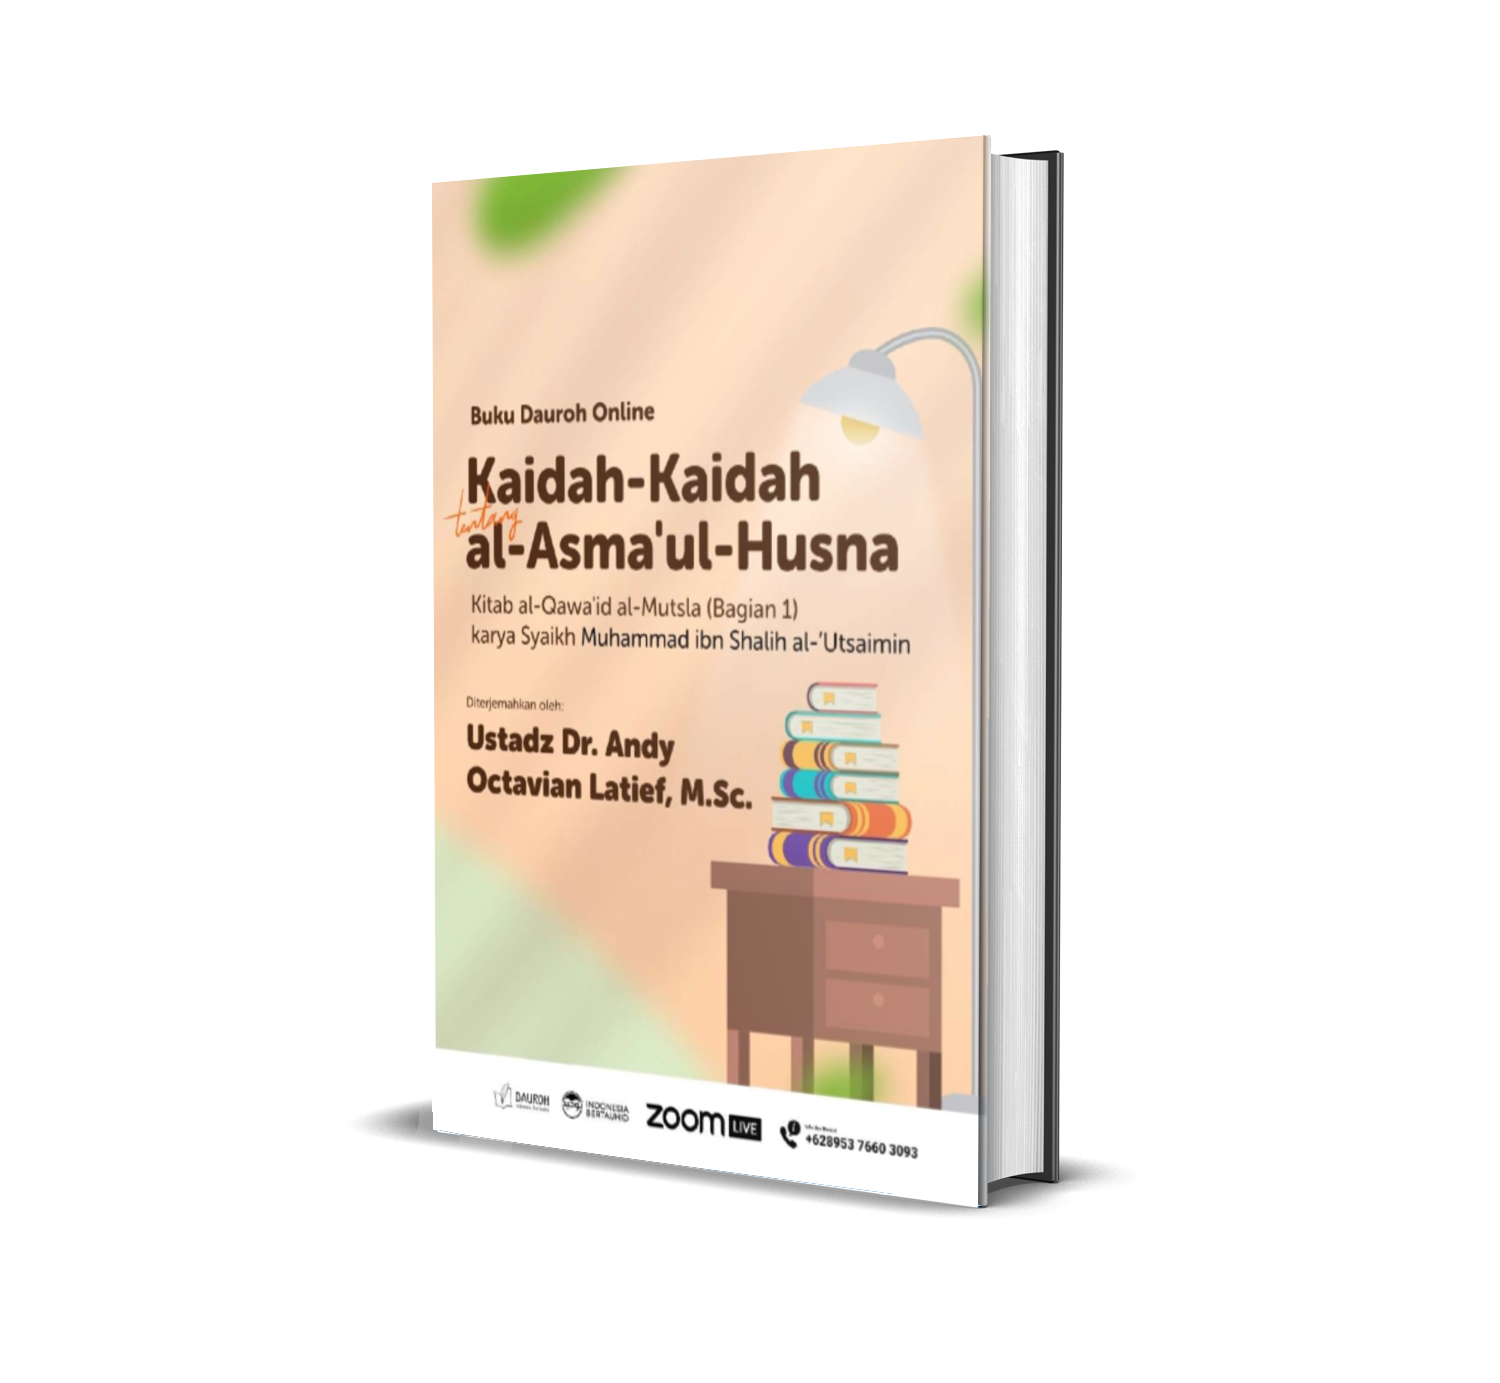 Buku Dauroh Online
Kaidah-Kaidah
tentang
al-Asma'ul-Husna
Kitab al-Qawa'id al-Mutsla (Bagian 1)
karya Syaikh Muhammad ibn Shalih al-'Utsaimin
Diterjemahkan oleh:
Ustadz Dr. Andy
Octavian Latief, M.Sc.
DAUROH
INDONESIA
BERTAUHID
zoom LIVE
+628953 7660 3093